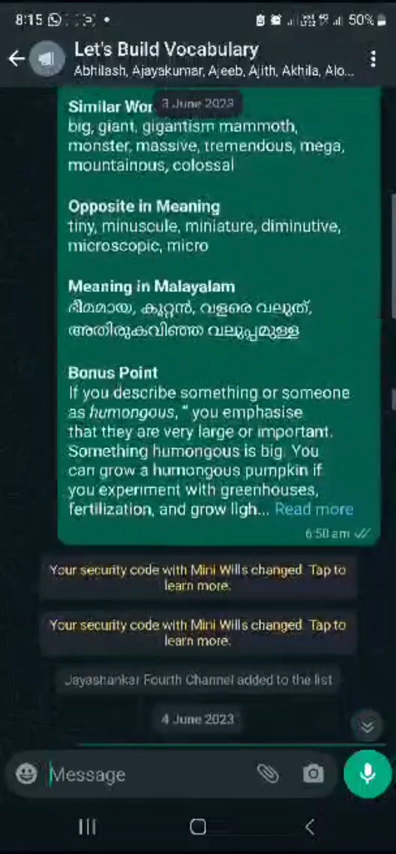 8:15
50%
Let's Build Vocabulary
Abhilash, Ajayakumar, Ajeeb, Ajith, Akhila, Alo...
3 June 2023
Similar Wor
big, giant, gigantism mammoth,
monster, massive, tremendous, mega,
mountainous, colossal
Opposite in Meaning
tiny, minuscule, miniature, diminutive,
microscopic, micro
Meaning in Malayalam
ഭീമമായ, കൂറ്റൻ, വളരെ വലുത്,
അതിരുകവിഞ്ഞ വലുപ്പമുള്ള
Bonus Point
If you describe something or someone
as humongous, " you emphasise
that they are very large or important.
Something humongous is big. You
can grow a humongous pumpkin if
you experiment with greenhouses,
fertilization, and grow ligh... Read more
6:50 am
Your security code with Mini Wills changed Tap to
learn more.
Your security code with Mini Wills changed Tap to
learn more.
Jayashankar Fourth Channel added to the list
4 June 2023
Message